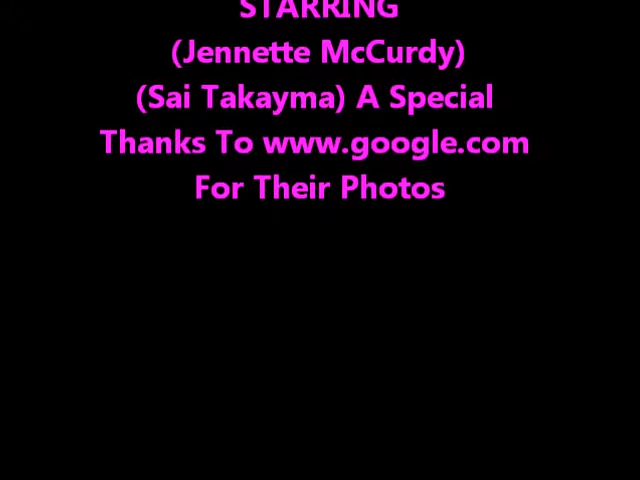 STARRING
(Jennette McCurdy)
(Sai Takayma) A Special
Thanks To www.google.com
For Their Photos